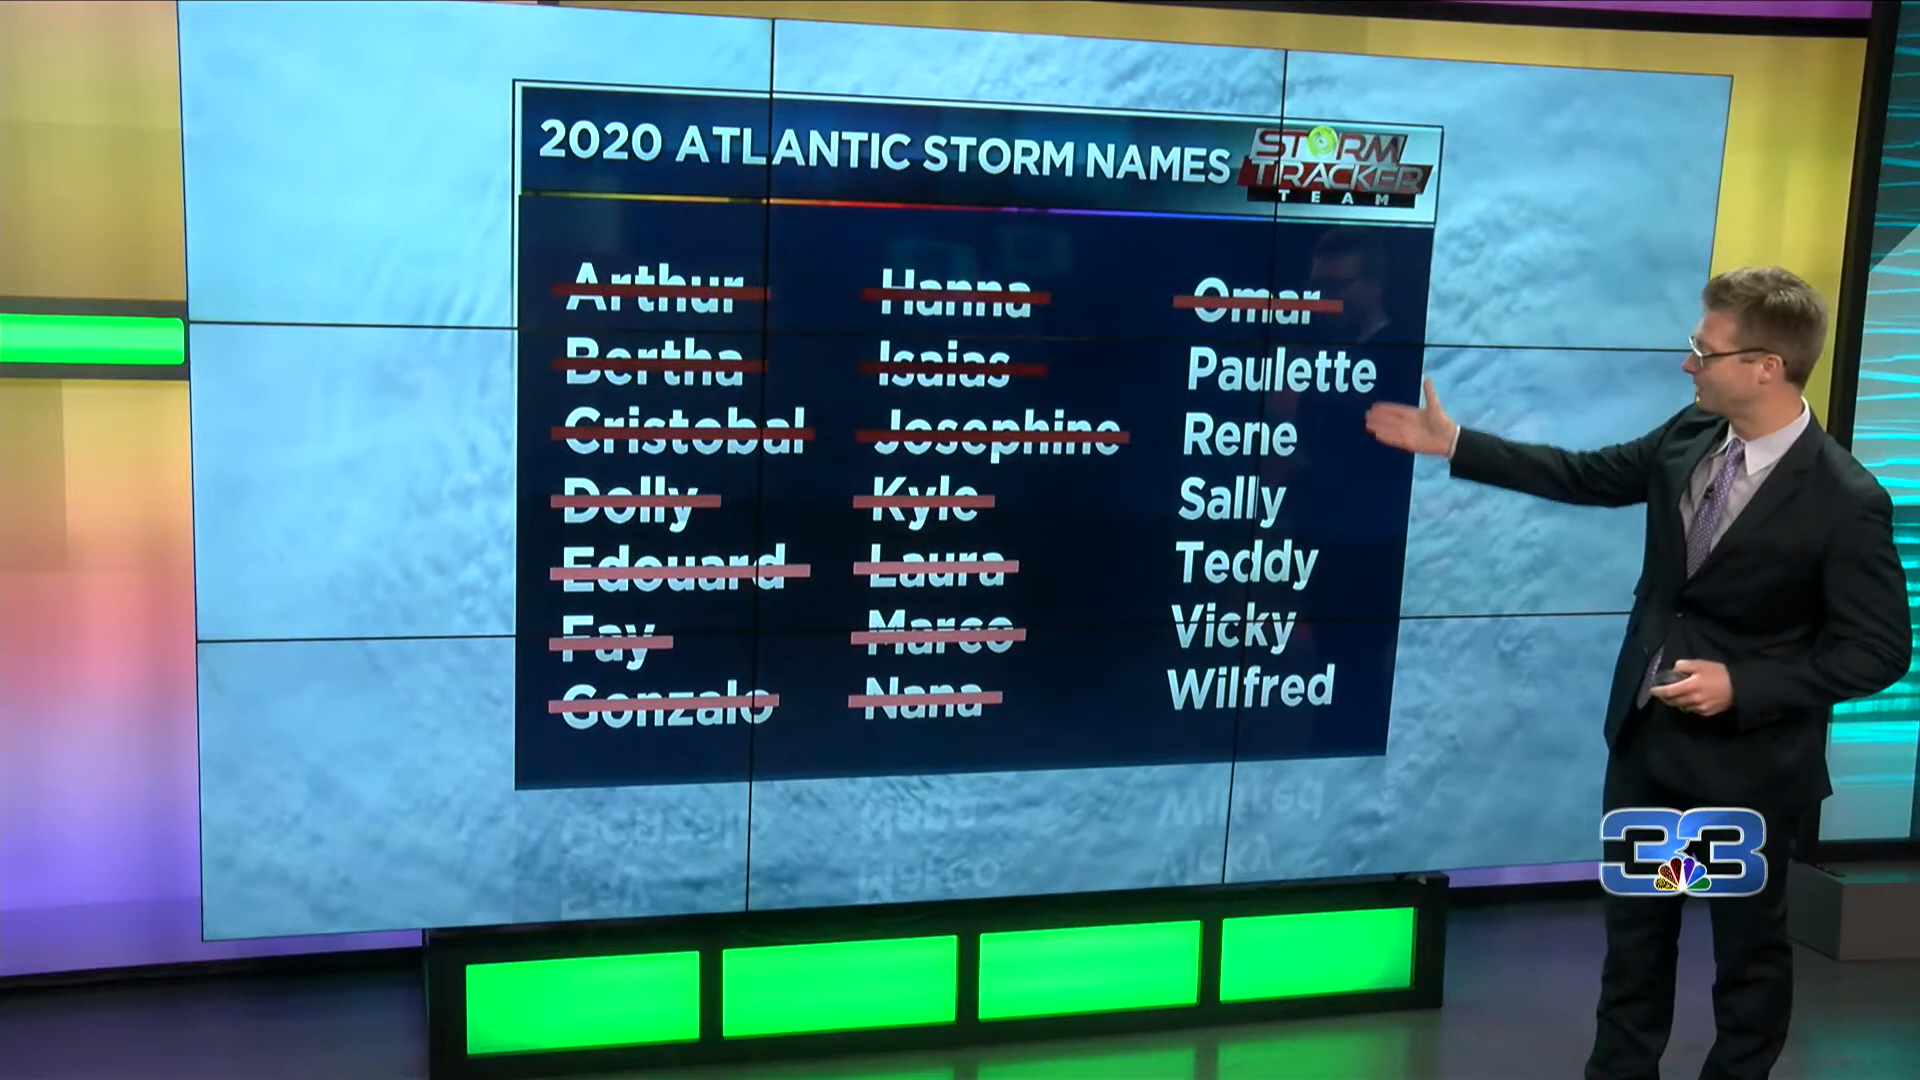 2020 ATLANTIC STORM NAMES
STORM
TRACKER
TEAM
Arthur
Bertha
Cristobal
Dolly
Edouard
Fay
Gonzalo
Hanna
Isaias
Josephine
Kyle
Laura
Marco
Nana
Omar
Paulette
Rene
Sally
Teddy
Vicky
Wilfred
33